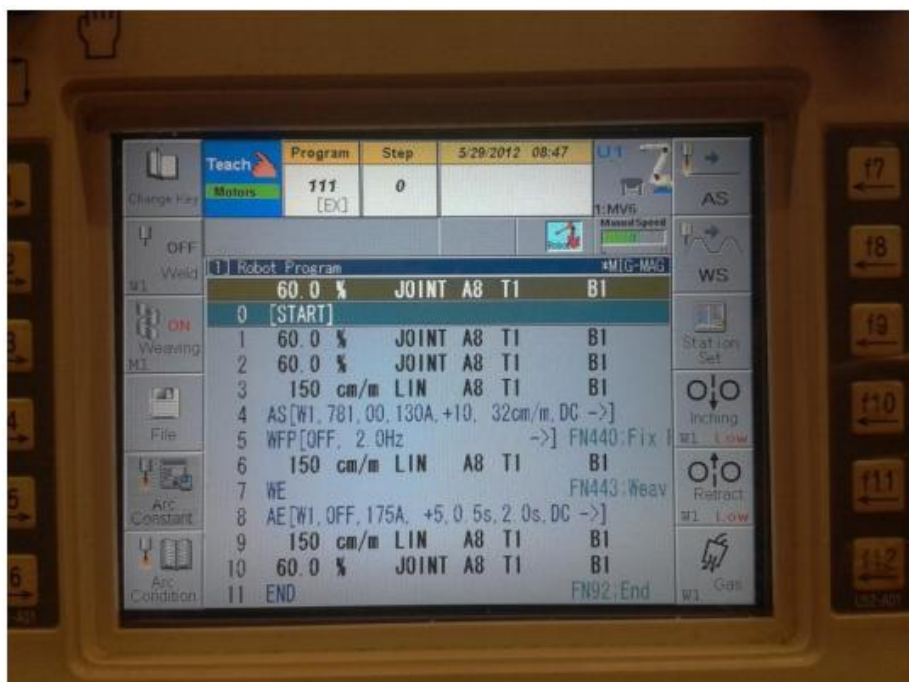 Teach
Motors
Program
111
[EX]
Step
0
5/29/2012 08:47
U1
1:MV6
Manual Speed
Change Key
OFF
Weld
W1
ON
Weaving
M1
File
Arc
Constant
Arc
Condition
[1] Robot Program *MIG-MAG
60.0 % JOINT A8 T1 B1
0 [START]
1 60.0 % JOINT A8 T1 B1
2 60.0 % JOINT A8 T1 B1
3 150 cm/m LIN A8 T1 B1
4 AS[W1,781,00,130A,+10, 32cm/m,DC ->]
5 WFP[OFF, 2.0Hz ->] FN440:Fix
6 150 cm/m LIN A8 T1 B1
7 WE FN443:Weav
8 AE[W1,OFF,175A, +5,0.5s,2.0s,DC ->]
9 150 cm/m LIN A8 T1 B1
10 60.0 % JOINT A8 T1 B1
11 END FN92:End
AS
WS
Station
Set
Inching
W1 Low
Retract
W1 Low
Gas
W1
f7
f8
f9
f10
f11
f12
4
5
6